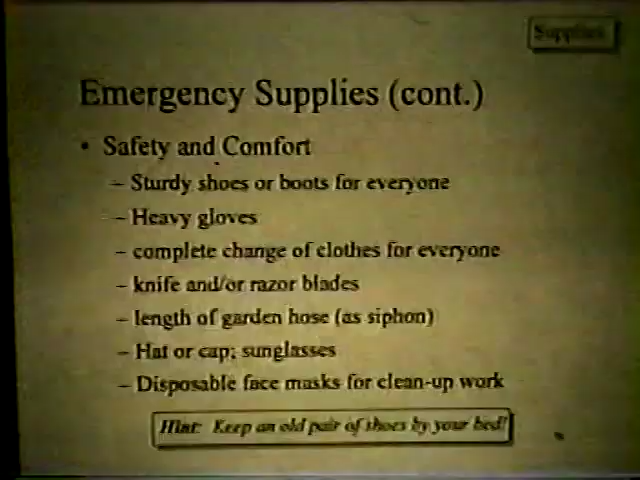 Supplies
Emergency Supplies (cont.)
• Safety and Comfort
– Sturdy shoes or boots for everyone
– Heavy gloves
– complete change of clothes for everyone
– knife and/or razor blades
– length of garden hose (as siphon)
– Hat or cap; sunglasses
– Disposable face masks for clean-up work
Hint: Keep an old pair of shoes by your bed!